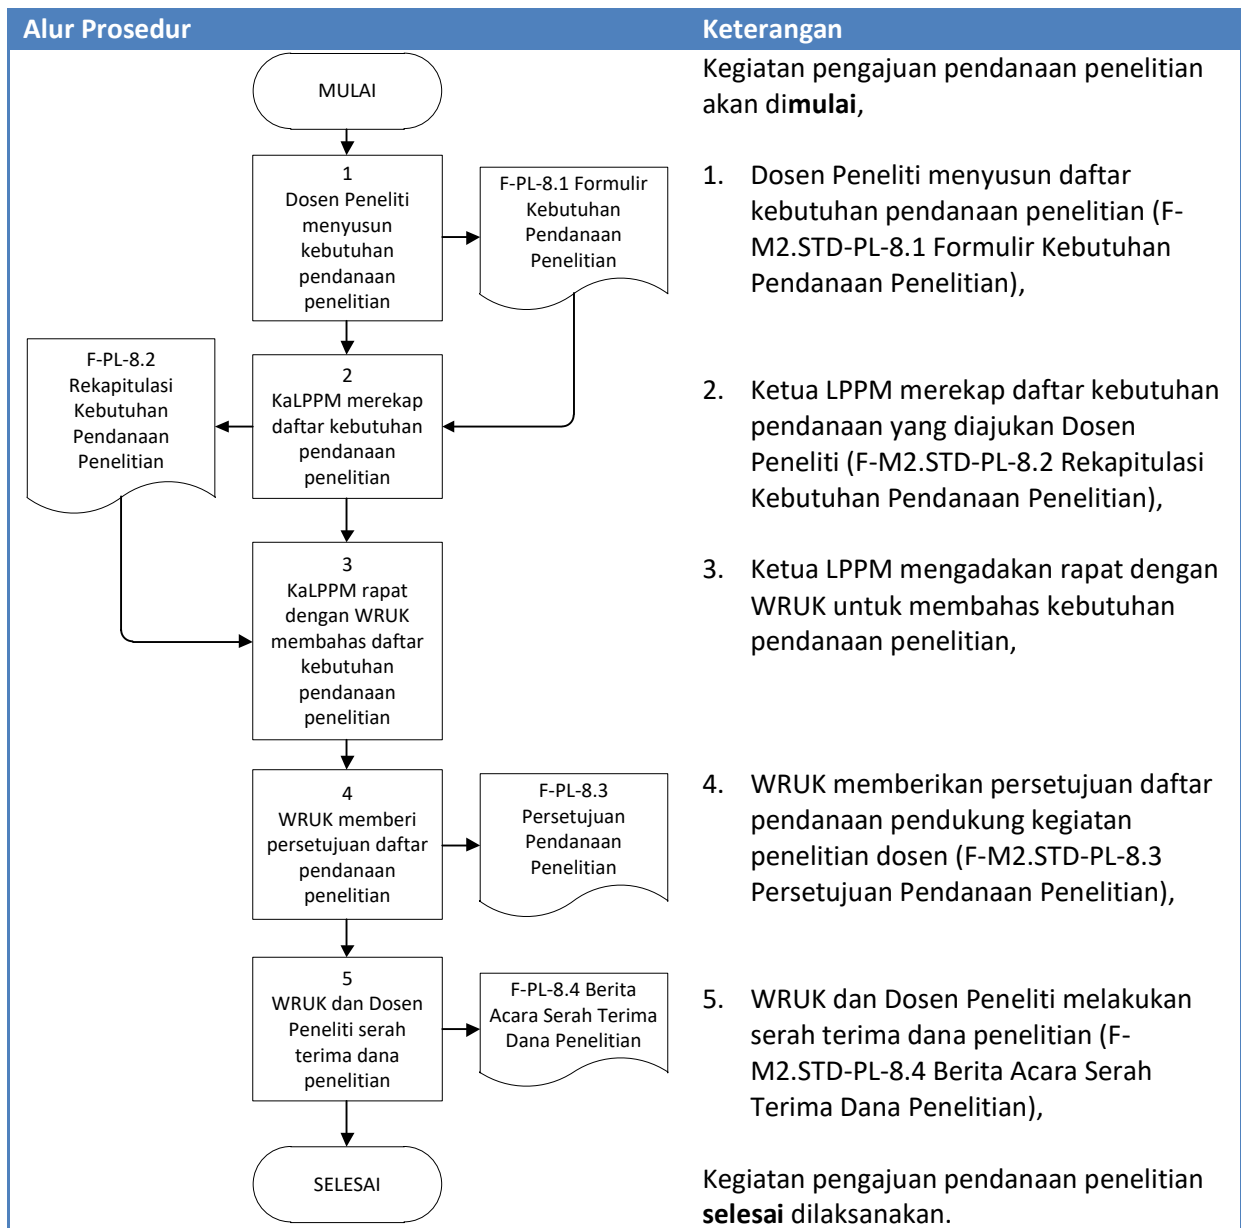 Alur Prosedur
Keterangan
MULAI
1
Dosen Peneliti
menyusun
kebutuhan
pendanaan
penelitian
F-PL-8.1 Formulir
Kebutuhan
Pendanaan
Penelitian
F-PL-8.2
Rekapitulasi
Kebutuhan
Pendanaan
Penelitian
2
KaLPPM merekap
daftar kebutuhan
pendanaan
penelitian
3
KaLPPM rapat
dengan WRUK
membahas daftar
kebutuhan
pendanaan
penelitian
4
WRUK memberi
persetujuan daftar
pendanaan
penelitian
F-PL-8.3
Persetujuan
Pendanaan
Penelitian
5
WRUK dan Dosen
Peneliti serah
terima dana
penelitian
F-PL-8.4 Berita
Acara Serah Terima
Dana Penelitian
SELESAI
Kegiatan pengajuan pendanaan penelitian
akan dimulai,
1. Dosen Peneliti menyusun daftar
kebutuhan pendanaan penelitian (F-
M2.STD-PL-8.1 Formulir Kebutuhan
Pendanaan Penelitian),
2. Ketua LPPM merekap daftar kebutuhan
pendanaan yang diajukan Dosen
Peneliti (F-M2.STD-PL-8.2 Rekapitulasi
Kebutuhan Pendanaan Penelitian),
3. Ketua LPPM mengadakan rapat dengan
WRUK untuk membahas kebutuhan
pendanaan penelitian,
4. WRUK memberikan persetujuan daftar
pendanaan pendukung kegiatan
penelitian dosen (F-M2.STD-PL-8.3
Persetujuan Pendanaan Penelitian),
5. WRUK dan Dosen Peneliti melakukan
serah terima dana penelitian (F-
M2.STD-PL-8.4 Berita Acara Serah
Terima Dana Penelitian),
Kegiatan pengajuan pendanaan penelitian
selesai dilaksanakan.